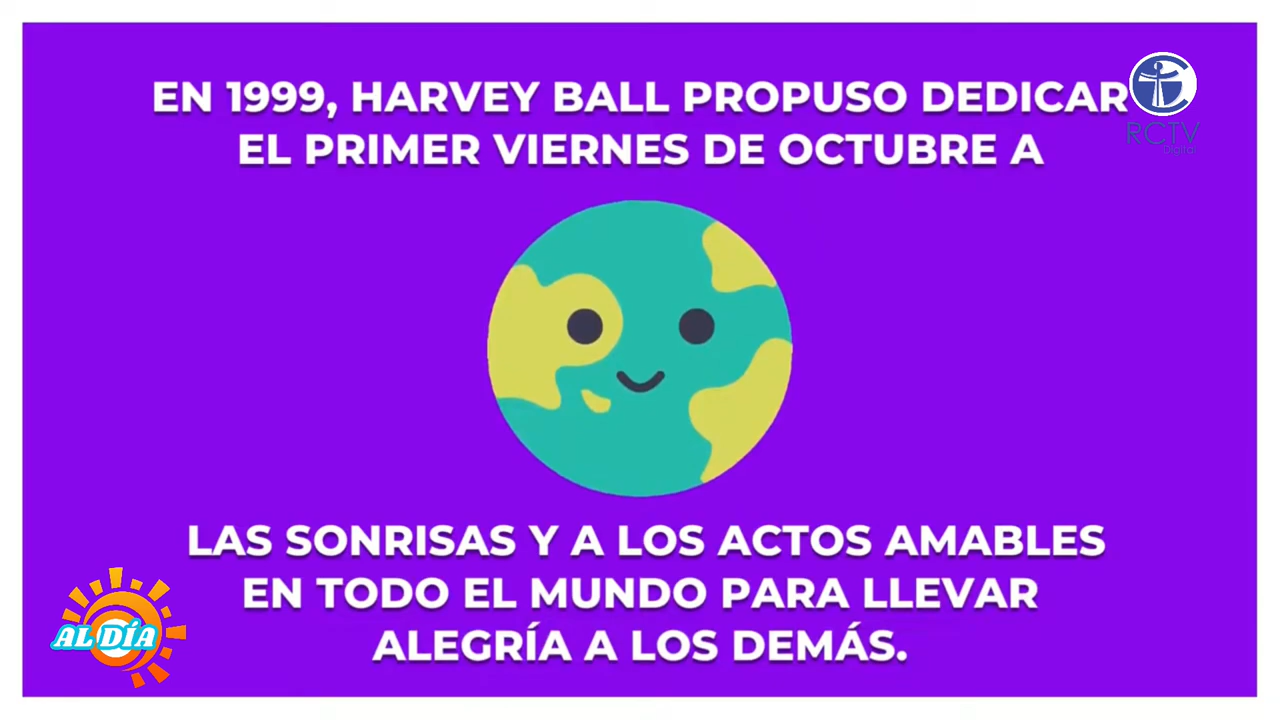 EN 1999, HARVEY BALL PROPUSO DEDICAR
EL PRIMER VIERNES DE OCTUBRE A
RCTV
Digital
LAS SONRISAS Y A LOS ACTOS AMABLES
EN TODO EL MUNDO PARA LLEVAR
ALEGRÍA A LOS DEMÁS.
AL DÍA